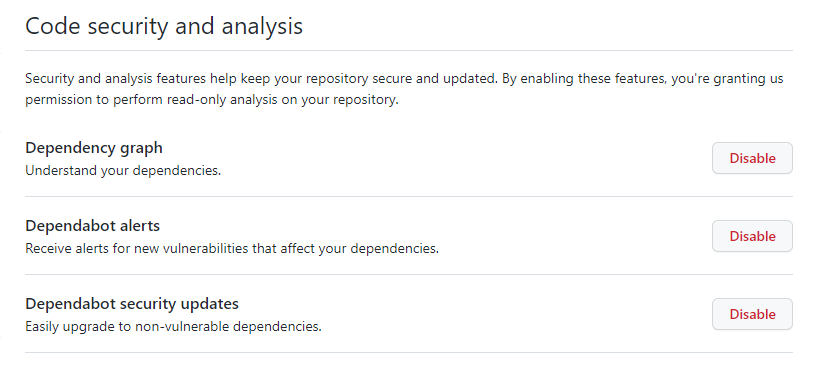 Code security and analysis
Security and analysis features help keep your repository secure and updated. By enabling these features, you're granting us
permission to perform read-only analysis on your repository.
Dependency graph
Understand your dependencies.
Disable
Dependabot alerts
Receive alerts for new vulnerabilities that affect your dependencies.
Disable
Dependabot security updates
Easily upgrade to non-vulnerable dependencies.
Disable